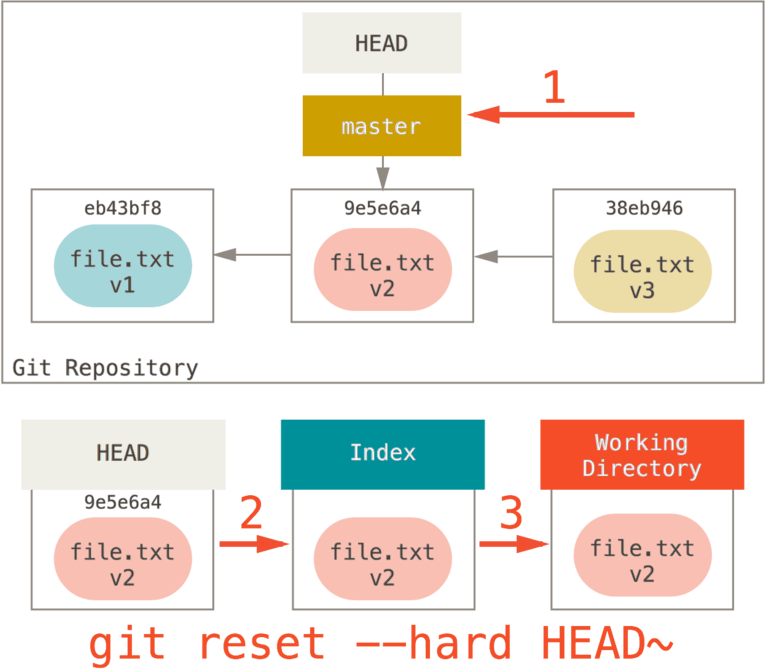 HEAD
1
master
eb43bf8
9e5e6a4
38eb946
file.txt
v1
file.txt
v2
file.txt
v3
Git Repository
HEAD
Index
Working
Directory
9e5e6a4
2
3
file.txt
v2
file.txt
v2
file.txt
v2
git reset --hard HEAD~